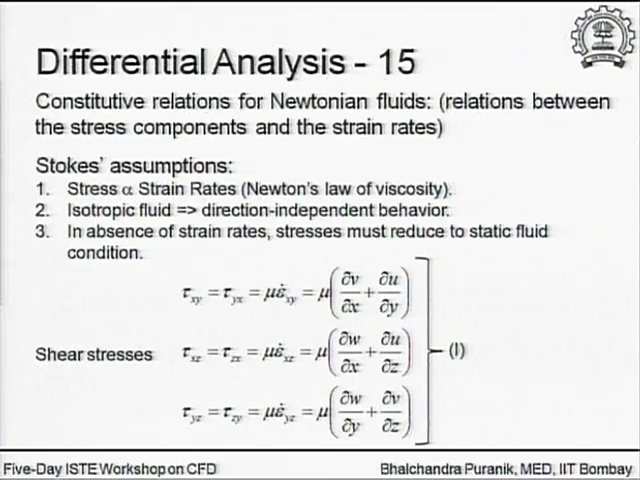 Differential Analysis - 15
Constitutive relations for Newtonian fluids: (relations between
the stress components and the strain rates)
Stokes' assumptions:
1. Stress α Strain Rates (Newton's law of viscosity).
2. Isotropic fluid => direction-independent behavior.
3. In absence of strain rates, stresses must reduce to static fluid
condition.
τxy = τyx = με̇xy = μ(∂v/∂x + ∂u/∂y)
Shear stresses τxz = τzx = με̇xz = μ(∂w/∂x + ∂u/∂z) (I)
τyz = τzy = με̇yz = μ(∂w/∂y + ∂v/∂z)
Five-Day ISTE Workshop on CFD Bhalchandra Puranik, MED, IIT Bombay